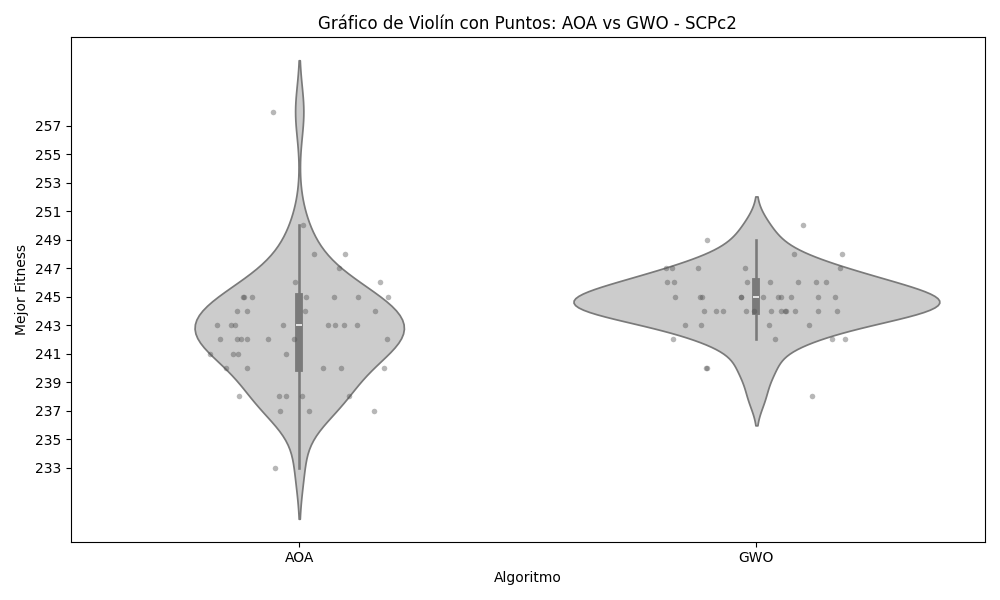 Gráfico de Violín con Puntos: AOA vs GWO - SCPc2
257
255
253
251
249
247
245
243
241
239
237
235
233
Mejor Fitness
AOA
GWO
Algoritmo